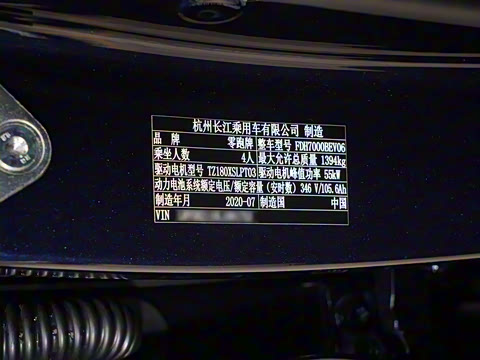 杭州长江乘用车有限公司 制造
品 牌 零跑牌 整车型号 FDH7000BEV06
乘坐人数 4人 最大允许总质量 1394kg
驱动电机型号 TZ180XSLPT03 驱动电机峰值功率 55kW
动力电池系统额定电压/额定容量（安时数）346 V/105.6Ah
制造年月 2020-07 制造国 中国
VIN